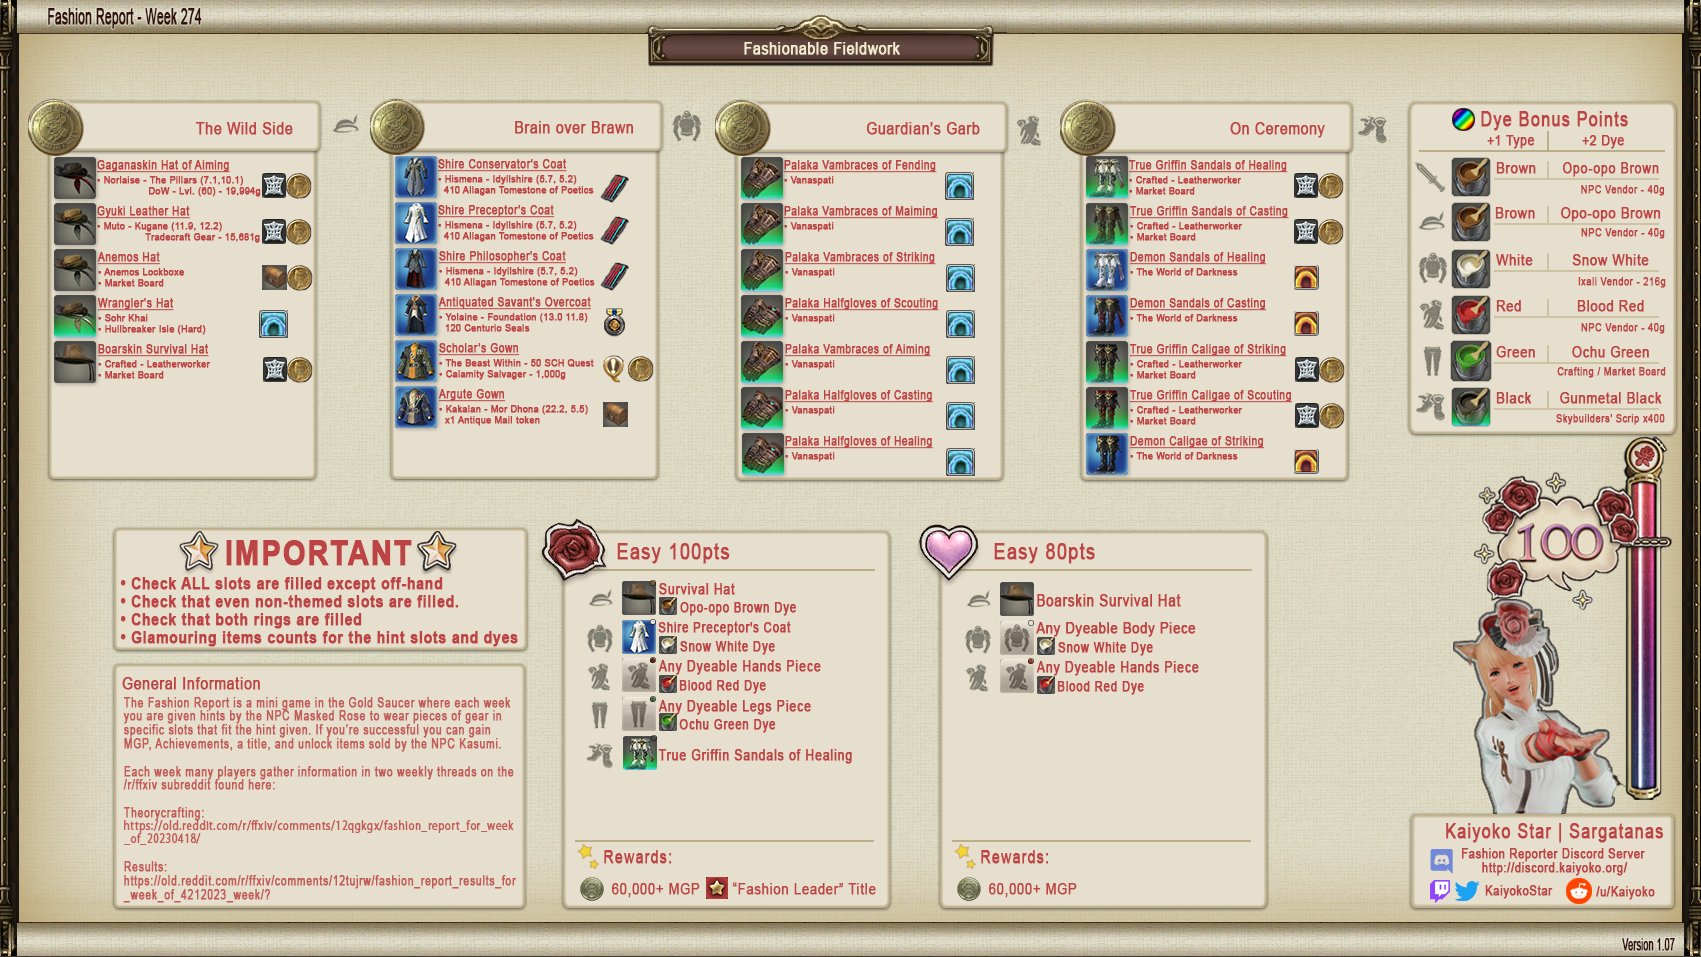 Fashion Report - Week 274
Fashionable Fieldwork
The Wild Side
Gaganaskin Hat of Aiming
• Norlaise - The Pillars (7.1,10.1)
DoW - Lvl. (60) - 19,994g
Gyuki Leather Hat
• Muto - Kugane (11.9, 12.2)
Tradecraft Gear - 15,681g
Anemos Hat
• Anemos Lockboxe
• Market Board
Wrangler's Hat
• Sohr Khai
• Hullbreaker Isle (Hard)
Boarskin Survival Hat
• Crafted - Leatherworker
• Market Board
Brain over Brawn
Shire Conservator's Coat
• Hismena - Idyllshire (5.7, 5.2)
410 Allagan Tomestone of Poetics
Shire Preceptor's Coat
• Hismena - Idyllshire (5.7, 5.2)
410 Allagan Tomestone of Poetics
Shire Philosopher's Coat
• Hismena - Idyllshire (5.7, 5.2)
410 Allagan Tomestone of Poetics
Antiquated Savant's Overcoat
• Yolaine - Foundation (13.0 11.8)
120 Centurio Seals
Scholar's Gown
• The Beast Within - 50 SCH Quest
• Calamity Salvager - 1,000g
Argute Gown
• Kakalan - Mor Dhona (22.2, 5.5)
x1 Antique Mail token
Guardian's Garb
Palaka Vambraces of Fending
• Vanaspati
Palaka Vambraces of Maiming
• Vanaspati
Palaka Vambraces of Striking
• Vanaspati
Palaka Halfgloves of Scouting
• Vanaspati
Palaka Vambraces of Aiming
• Vanaspati
Palaka Halfgloves of Casting
• Vanaspati
Palaka Halfgloves of Healing
• Vanaspati
On Ceremony
True Griffin Sandals of Healing
• Crafted - Leatherworker
• Market Board
True Griffin Sandals of Casting
• Crafted - Leatherworker
• Market Board
Demon Sandals of Healing
• The World of Darkness
Demon Sandals of Casting
• The World of Darkness
True Griffin Caligae of Striking
• Crafted - Leatherworker
• Market Board
True Griffin Caligae of Scouting
• Crafted - Leatherworker
• Market Board
Demon Caligae of Striking
• The World of Darkness
Dye Bonus Points
+1 Type +2 Dye
Brown Opo-opo Brown
NPC Vendor - 40g
Brown Opo-opo Brown
NPC Vendor - 40g
White Snow White
Ixali Vendor - 216g
Red Blood Red
NPC Vendor - 40g
Green Ochu Green
Crafting / Market Board
Black Gunmetal Black
Skybuilders' Scrip x400
IMPORTANT
• Check ALL slots are filled except off-hand
• Check that even non-themed slots are filled.
• Check that both rings are filled
• Glamouring items counts for the hint slots and dyes
General Information
The Fashion Report is a mini game in the Gold Saucer where each week
you are given hints by the NPC Masked Rose to wear pieces of gear in
specific slots that fit the hint given. If you're successful you can gain
MGP, Achievements, a title, and unlock items sold by the NPC Kasumi.
Each week many players gather information in two weekly threads on the
/r/ffxiv subreddit found here:
Theorycrafting:
https://old.reddit.com/r/ffxiv/comments/12qgkgx/fashion_report_for_week
_of_20230418/
Results:
https://old.reddit.com/r/ffxiv/comments/12tujrw/fashion_report_results_for
_week_of_4212023_week/?
Easy 100pts
Survival Hat
Opo-opo Brown Dye
Shire Preceptor's Coat
Snow White Dye
Any Dyeable Hands Piece
Blood Red Dye
Any Dyeable Legs Piece
Ochu Green Dye
True Griffin Sandals of Healing
Rewards:
60,000+ MGP "Fashion Leader" Title
Easy 80pts
Boarskin Survival Hat
Any Dyeable Body Piece
Snow White Dye
Any Dyeable Hands Piece
Blood Red Dye
Rewards:
60,000+ MGP
100
Kaiyoko Star | Sargatanas
Fashion Reporter Discord Server
http://discord.kaiyoko.org/
KaiyokoStar /u/Kaiyoko
Version 1.07